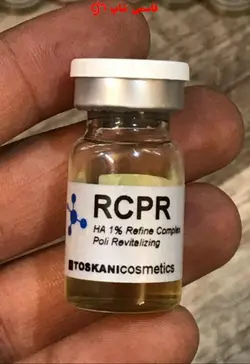 RCPR
HA 1% Refine Complex
Poli Revitalizing
TOSKANIcosmetics